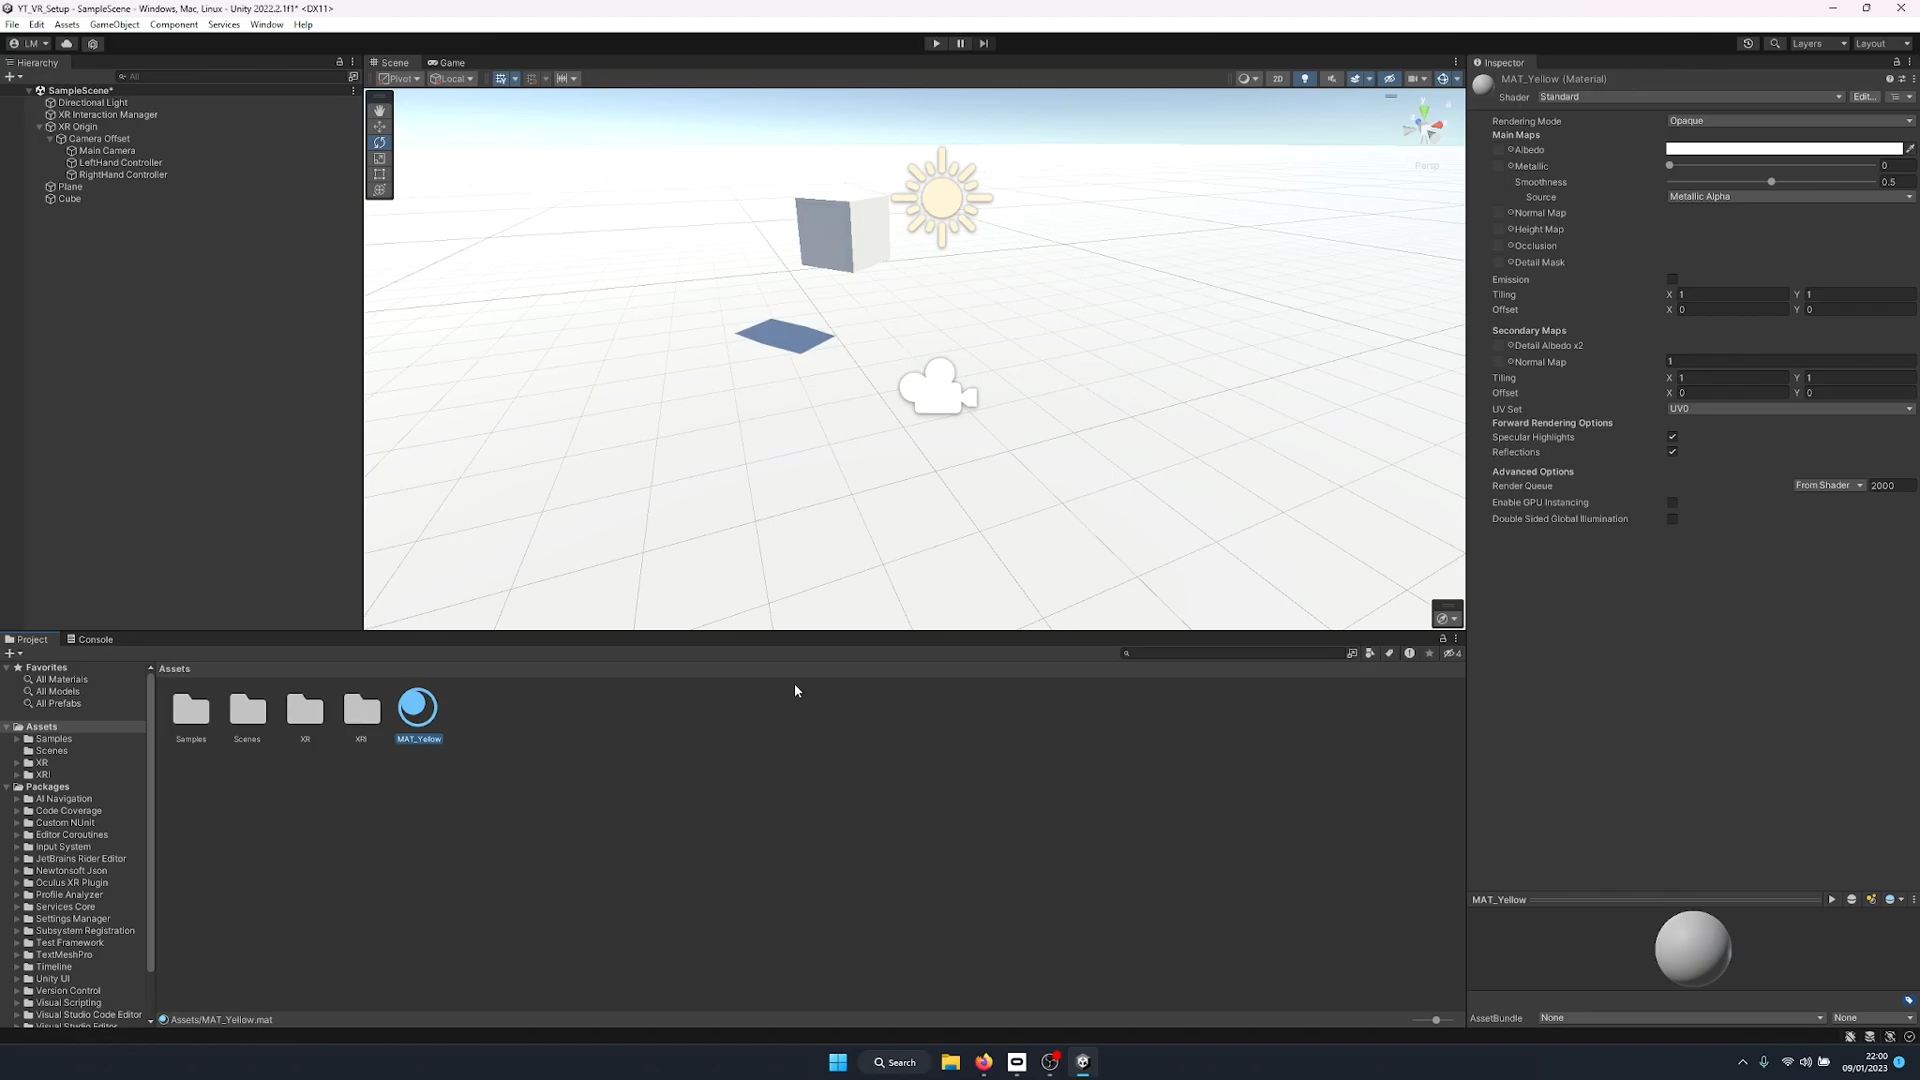 YT_VR_Setup - SampleScene - Windows, Mac, Linux - Unity 2022.2.1f1* <DX11>
File Edit Assets GameObject Component Services Window Help
LM Layers Layout
Hierarchy Scene Game Inspector
All Pivot Local 2D MAT_Yellow (Material)
SampleScene* Shader Standard Edit...
Directional Light
XR Interaction Manager
XR Origin
Camera Offset
Main Camera
LeftHand Controller
RightHand Controller
Plane
Cube
y
Persp
Rendering Mode Opaque
Main Maps
Albedo
Metallic 0
Smoothness 0.5
Source Metallic Alpha
Normal Map
Height Map
Occlusion
Detail Mask
Emission
Tiling X 1 Y 1
Offset X 0 Y 0
Secondary Maps
Detail Albedo x2
Normal Map 1
Tiling X 1 Y 1
Offset X 0 Y 0
UV Set UV0
Forward Rendering Options
Specular Highlights
Reflections
Advanced Options
Render Queue From Shader 2000
Enable GPU Instancing
Double Sided Global Illumination
Project Console
4
Favorites
All Materials
All Models
All Prefabs
Assets
Samples
Scenes
XR
XRI
Packages
AI Navigation
Code Coverage
Custom NUnit
Editor Coroutines
Input System
JetBrains Rider Editor
Newtonsoft Json
Oculus XR Plugin
Profile Analyzer
Services Core
Settings Manager
Subsystem Registration
Test Framework
TextMeshPro
Timeline
Unity UI
Version Control
Visual Scripting
Visual Studio Code Editor
Visual Studio Editor
Assets
Samples Scenes XR XRI MAT_Yellow
Assets/MAT_Yellow.mat
MAT_Yellow
AssetBundle None None
Search
22:00
09/01/2023
1